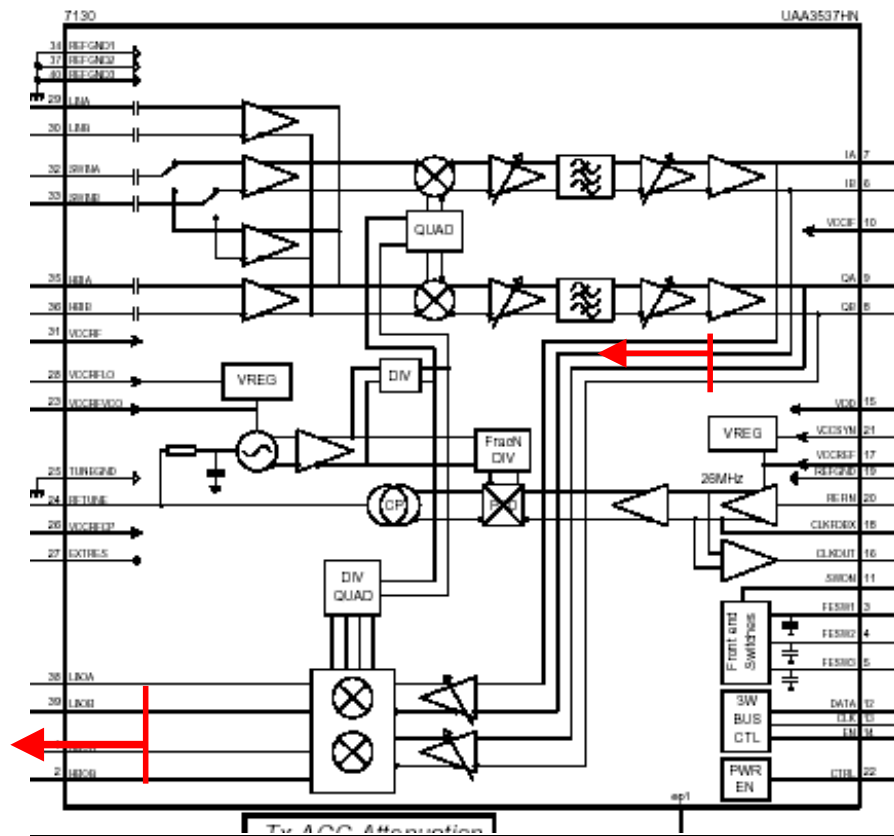 7130 UAA3537HN
34 REFGND1
37 REFGND2
40 REFGND3
29 LINA
30 LINB
32 SWINA
33 SWINB
35 HIBA
36 HIBB
31 VCCRF
28 VCCRFLO
23 VCCRFVCO
25 TUNEGND
24 RFTUNE
26 VCCRFCP
27 EXTRES
38 LBOA
39 LBOB
2 HBOB
QUAD
VREG
DIV
FracN
DIV
CP
DIV
QUAD
VREG
26MHz
IA 7
IB 6
VCCIF 10
QA 9
QB 8
VDD 15
VCCSYN 21
VCCREF 17
REFGND 19
REFIN 20
CLKFDBX 18
CLKOUT 16
SWON 11
FESW1 3
FESW2 4
FESW3 5
Front end
Switches
3W
BUS
CTL
DATA 12
CLK 13
EN 14
PWR
EN
CTRL 22
ep1
Tx AGC Attenuation